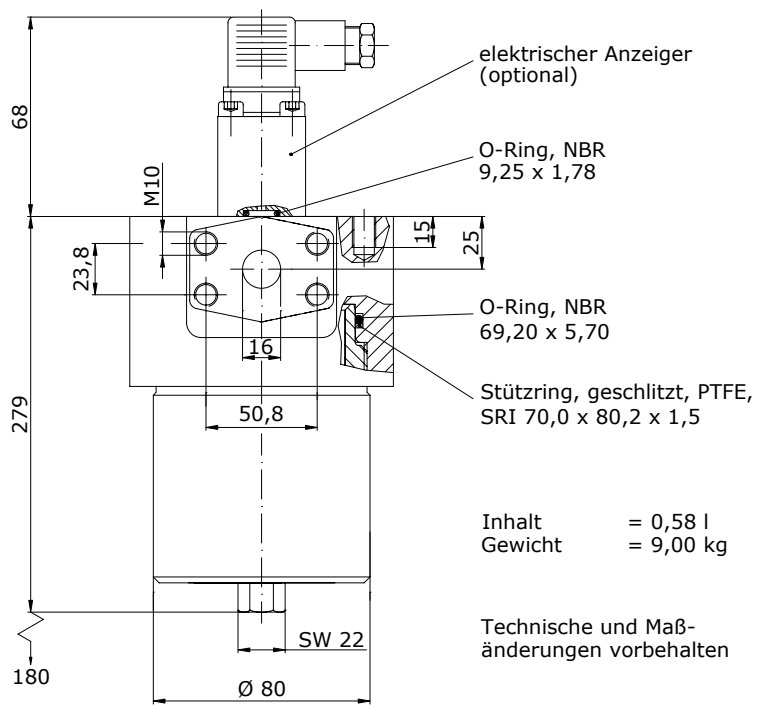 68
elektrischer Anzeiger
(optional)
O-Ring, NBR
9,25 x 1,78
M10
15
25
23,8
16
O-Ring, NBR
69,20 x 5,70
Stützring, geschlitzt, PTFE,
SRI 70,0 x 80,2 x 1,5
50,8
279
Inhalt = 0,58 l
Gewicht = 9,00 kg
SW 22
Technische und Maß-
änderungen vorbehalten
180
Ø 80